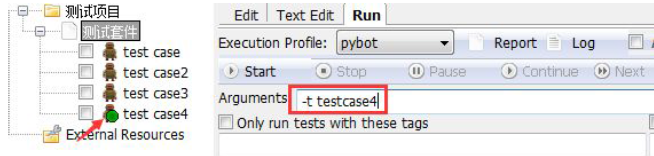 测试项目
测试套件
test case
test case2
test case3
test case4
External Resources
Edit Text Edit Run
Execution Profile: pybot Report Log
Start Stop Pause Continue Next
Arguments: -t testcase4
Only run tests with these tags